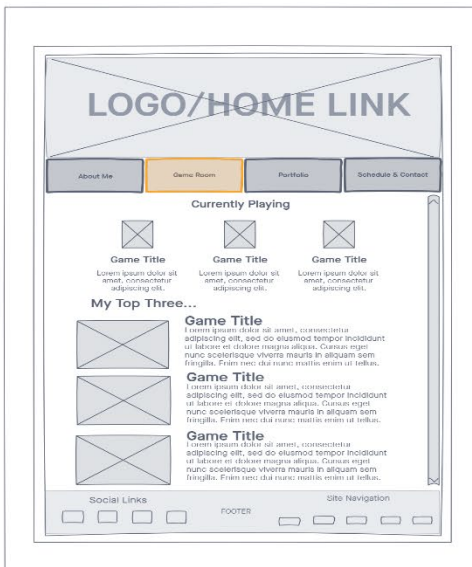 LOGO/HOME LINK
About Me
Game Room
Portfolio
Schedule & Contact
Currently Playing
Game Title
Lorem ipsum dolor sit
amet, consectetur
adipiscing elit.
Game Title
Lorem ipsum dolor sit
amet, consectetur
adipiscing elit.
Game Title
Lorem ipsum dolor sit
amet, consectetur
adipiscing elit.
My Top Three...
Game Title
Lorem ipsum dolor sit amet, consectetur
adipiscing elit, sed do eiusmod tempor incididunt
ut labore et dolore magna aliqua. Cursus eget
nunc scelerisque viverra mauris in aliquam sem
fringilla. Enim nec dui nunc mattis enim ut tellus.
Game Title
Lorem ipsum dolor sit amet, consectetur
adipiscing elit, sed do eiusmod tempor incididunt
ut labore et dolore magna aliqua. Cursus eget
nunc scelerisque viverra mauris in aliquam sem
fringilla. Enim nec dui nunc mattis enim ut tellus.
Game Title
Lorem ipsum dolor sit amet, consectetur
adipiscing elit, sed do eiusmod tempor incididunt
ut labore et dolore magna aliqua. Cursus eget
nunc scelerisque viverra mauris in aliquam sem
fringilla. Enim nec dui nunc mattis enim ut tellus.
Social Links
FOOTER
Site Navigation